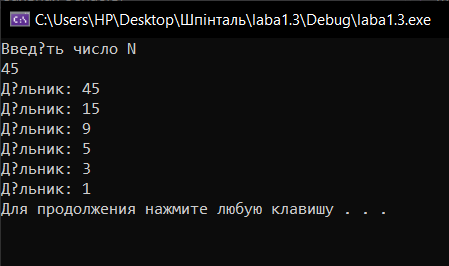 C:\Users\HP\Desktop\Шпінталь\laba1.3\Debug\laba1.3.exe
Введ?ть число N
45
Д?льник: 45
Д?льник: 15
Д?льник: 9
Д?льник: 5
Д?льник: 3
Д?льник: 1
Для продолжения нажмите любую клавишу . . .